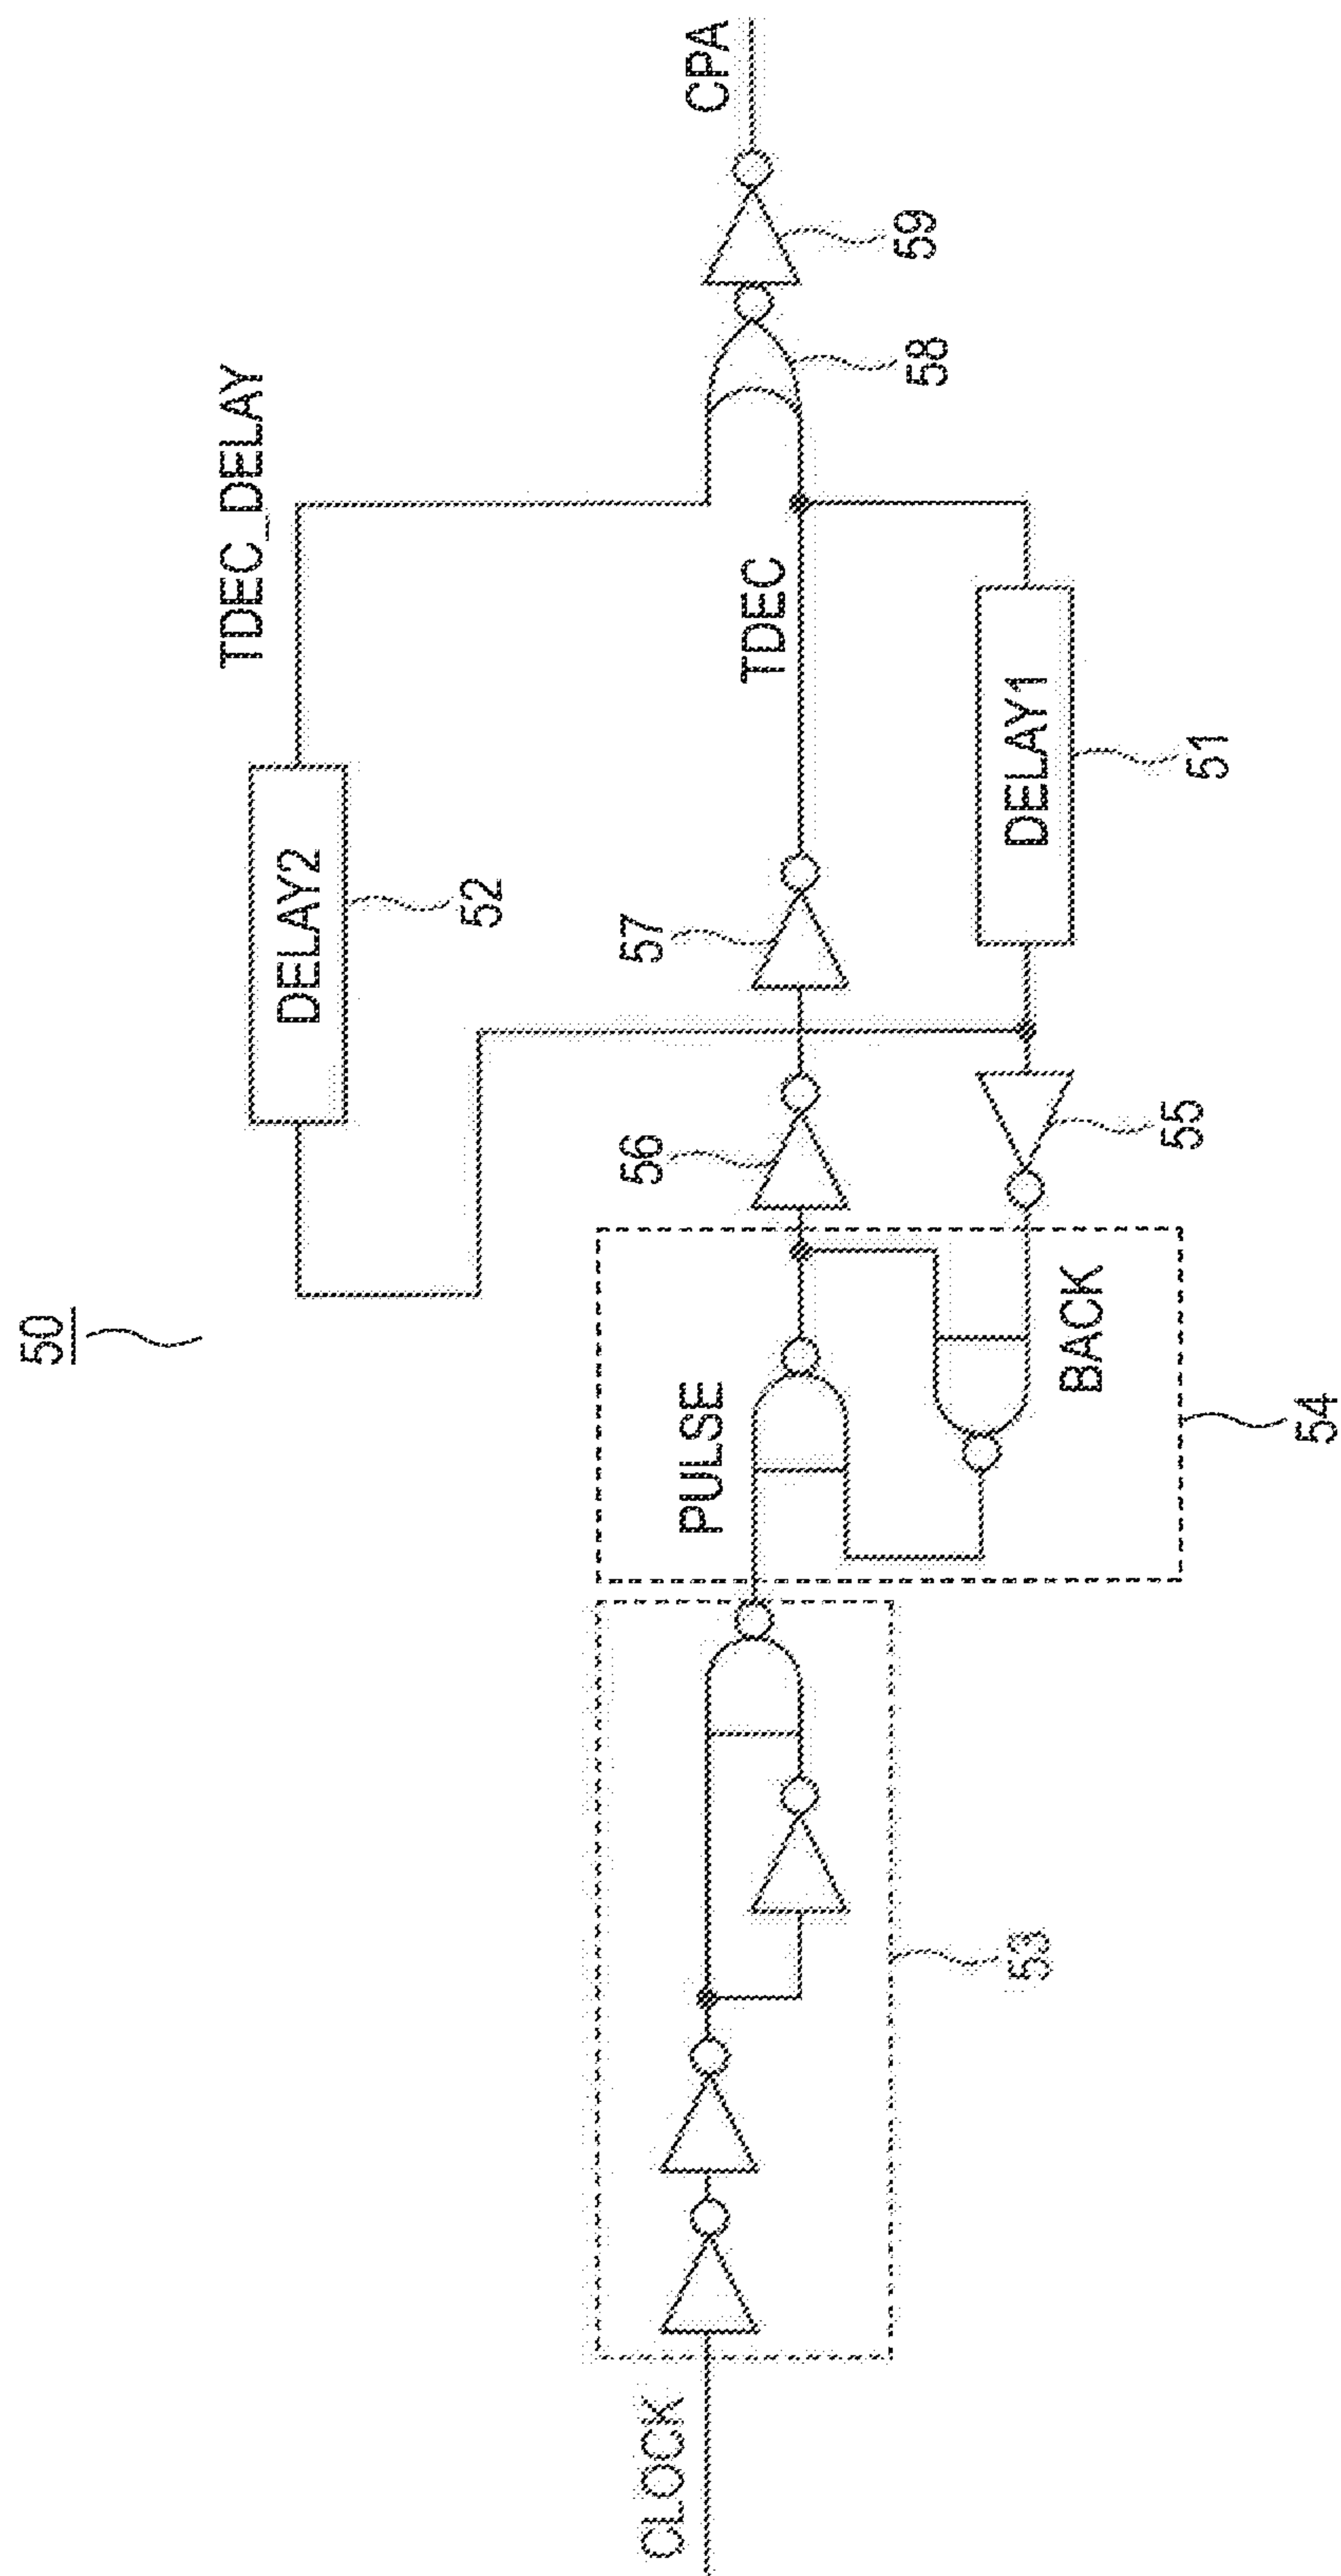 50
CLOCK
53
PULSE
BACK
54
55
56
57
DELAY2
52
DELAY1
51
TDEC
TDEC_DELAY
58
59
CPA